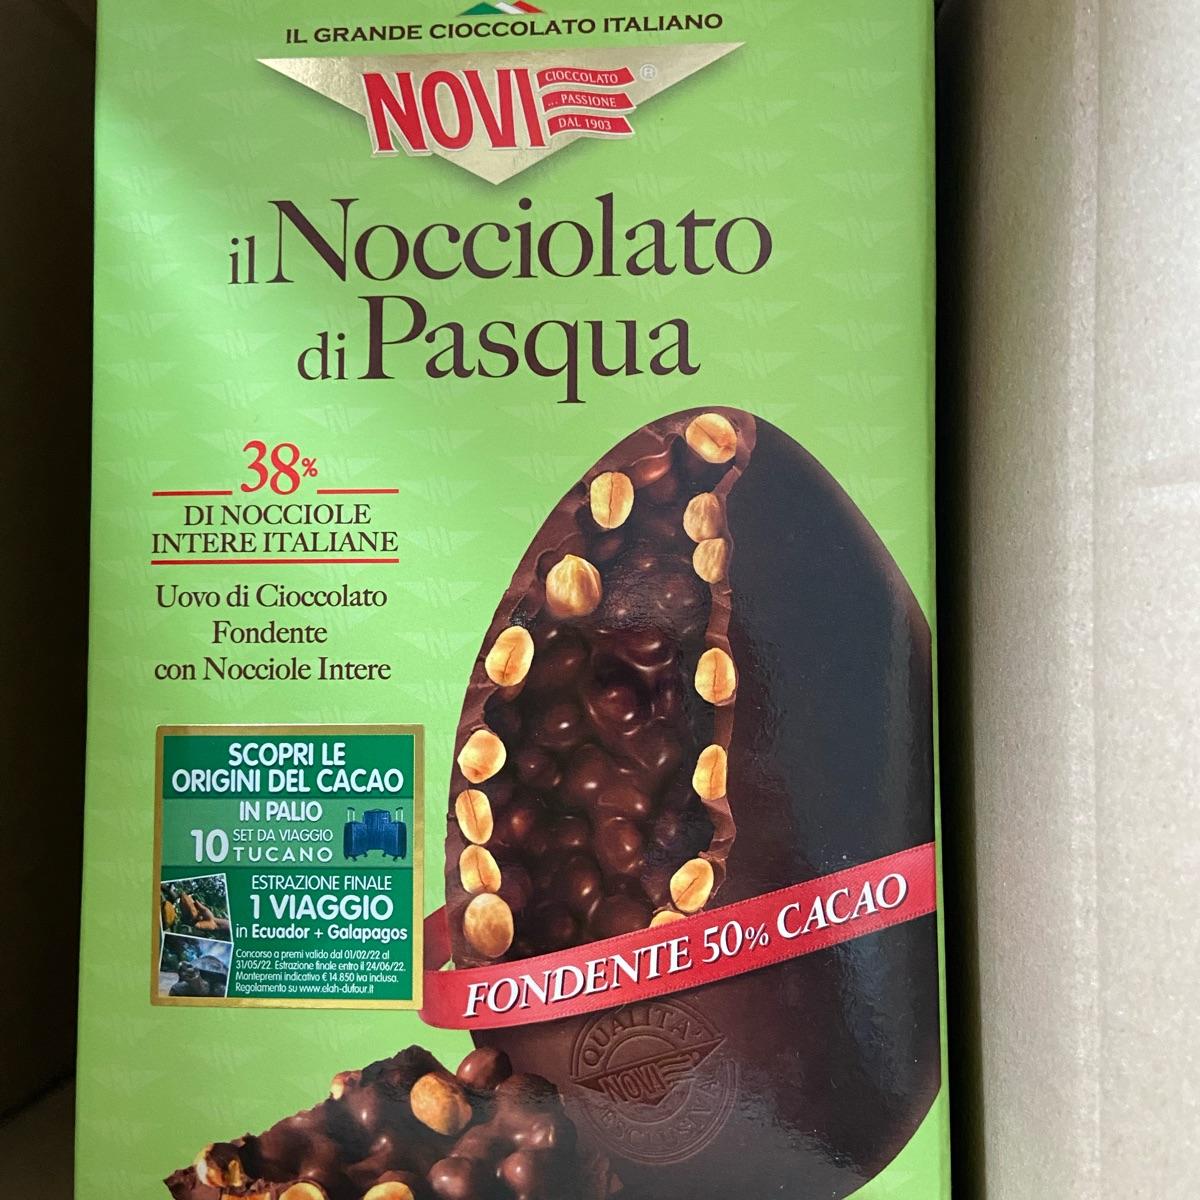 IL GRANDE CIOCCOLATO ITALIANO
NOVI
CIOCCOLATO
... PASSIONE
DAL 1903
®
il Nocciolato
di Pasqua
38%
DI NOCCIOLE
INTERE ITALIANE
Uovo di Cioccolato
Fondente
con Nocciole Intere
SCOPRI LE
ORIGINI DEL CACAO
IN PALIO
10 SET DA VIAGGIO
TUCANO
ESTRAZIONE FINALE
1 VIAGGIO
in Ecuador + Galapagos
Concorso a premi valido dal 01/02/22 al
31/05/22. Estrazione finale entro il 24/06/22.
Montepremi indicativo € 14.850 iva inclusa.
Regolamento su www.elah-dufour.it
FONDENTE 50% CACAO
QUALITA'
NOVI
ESCLUSIVA